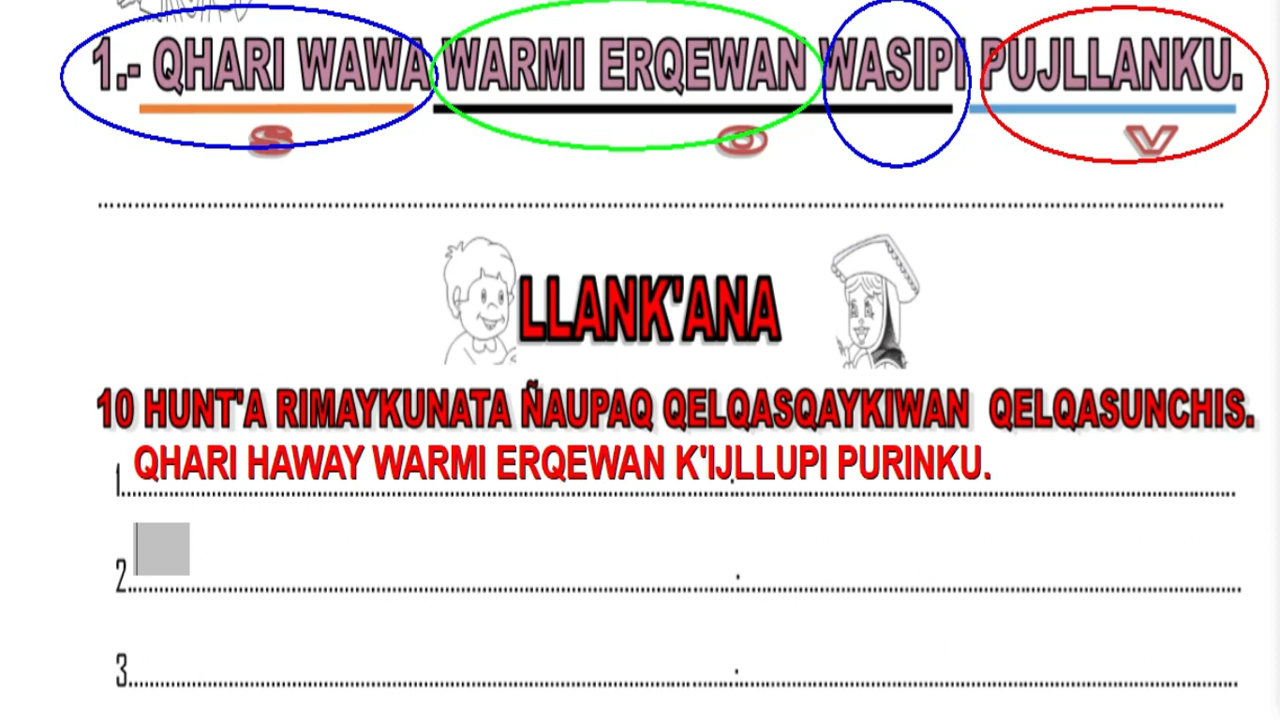 1.- QHARI WAWA WARMI ERQEWAN WASIPI PUJLLANKU.
S O V
LLANK'ANA
10 HUNT'A RIMAYKUNATA ÑAUPAQ QELQASQAYKIWAN QELQASUNCHIS.
1. QHARI HAWAY WARMI ERQEWAN K'IJLLUPI PURINKU.
2.
3.